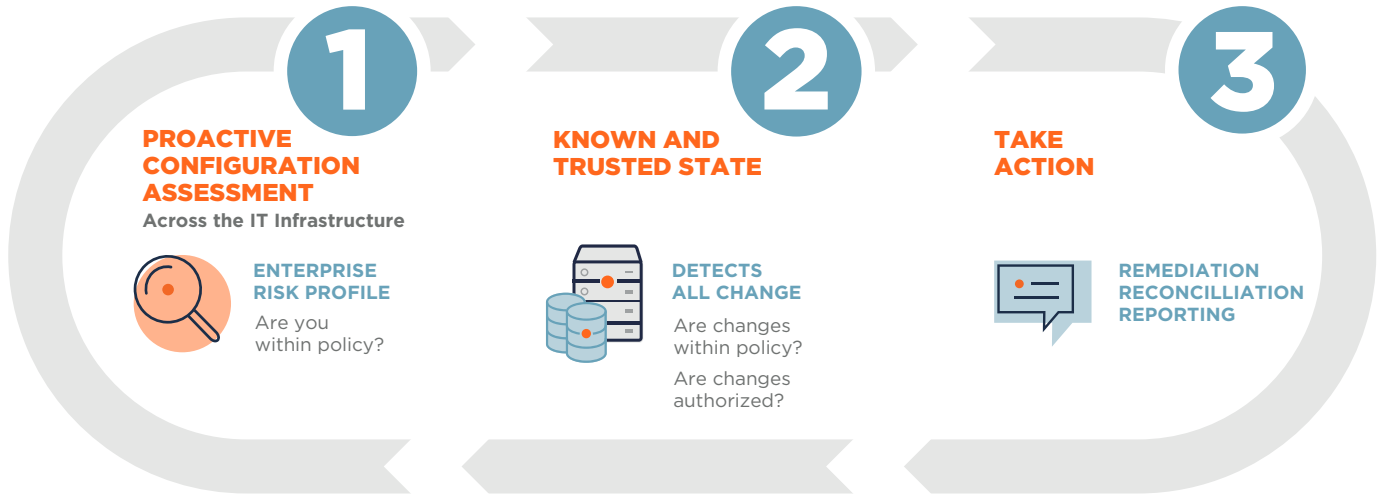 1
PROACTIVE
CONFIGURATION
ASSESSMENT
Across the IT Infrastructure
ENTERPRISE
RISK PROFILE
Are you
within policy?
2
KNOWN AND
TRUSTED STATE
DETECTS
ALL CHANGE
Are changes
within policy?
Are changes
authorized?
3
TAKE
ACTION
REMEDIATION
RECONCILLIATION
REPORTING